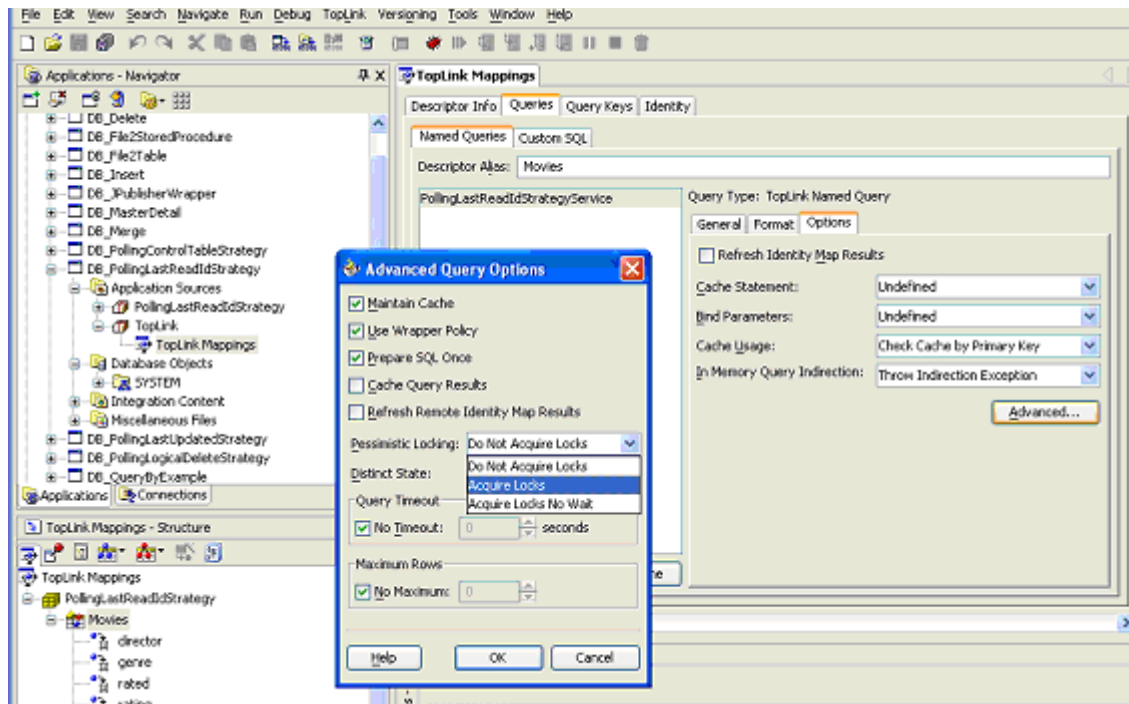 File Edit View Search Navigate Run Debug TopLink Versioning Tools Window Help
Applications - Navigator
DB_Delete
DB_File2StoredProcedure
DB_File2Table
DB_Insert
DB_JPublisherWrapper
DB_MasterDetail
DB_Merge
DB_PollingControlTableStrategy
DB_PollingLastReadIdStrategy
Application Sources
PollingLastReadIdStrategy
TopLink
TopLink Mappings
Database Objects
SYSTEM
Integration Content
Miscellaneous Files
DB_PollingLastUpdatedStrategy
DB_PollingLogicalDeleteStrategy
DB_QueryByExample
Applications Connections
TopLink Mappings - Structure
TopLink Mappings
PollingLastReadIdStrategy
Movies
director
genre
rated
rating
TopLink Mappings
Descriptor Info Queries Query Keys Identity
Named Queries Custom SQL
Descriptor Alias: Movies
PollingLastReadIdStrategyService
Query Type: TopLink Named Query
General Format Options
Refresh Identity Map Results
Cache Statement: Undefined
Bind Parameters: Undefined
Cache Usage: Check Cache by Primary Key
In Memory Query Indirection: Throw Indirection Exception
Advanced...
Advanced Query Options
Maintain Cache
Use Wrapper Policy
Prepare SQL Once
Cache Query Results
Refresh Remote Identity Map Results
Pessimistic Locking: Do Not Acquire Locks
Do Not Acquire Locks
Distinct State:
Acquire Locks
Acquire Locks No Wait
Query Timeout
No Timeout: 0 seconds
Maximum Rows
No Maximum: 0
Help OK Cancel